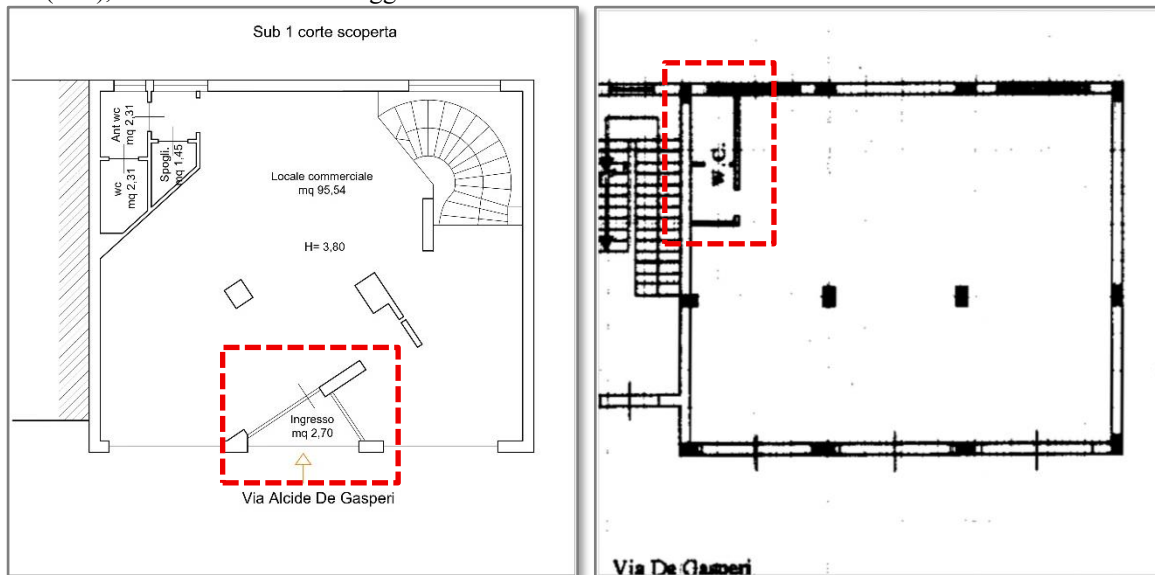 Sub 1 corte scoperta
Ant wc
mq 2,31
Spogli.
mq 1,45
wc
mq 2,31
Locale commerciale
mq 95,54
H= 3,80
Ingresso
mq 2,70
Via Alcide De Gasperi
w.c.
Via De Gasperi